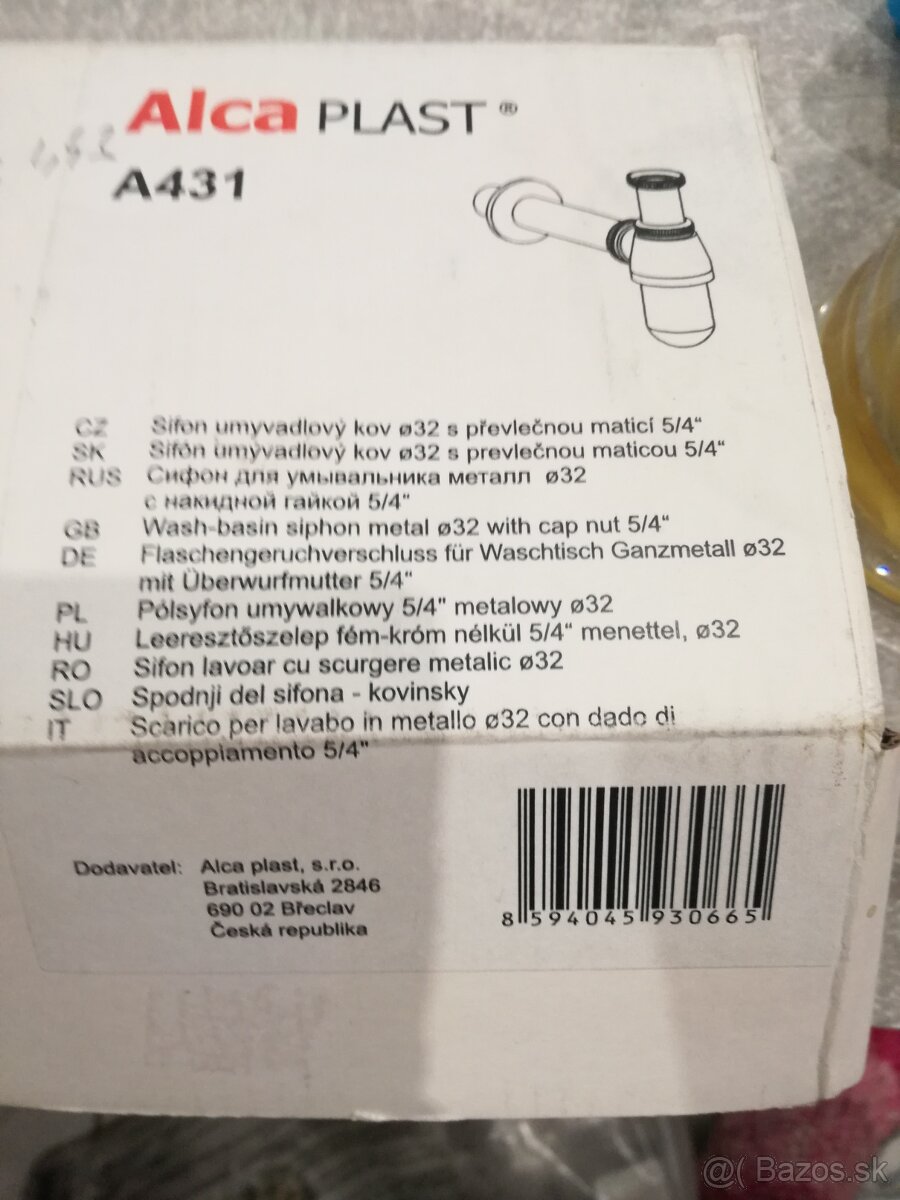 Alca PLAST ®
A431
CZ Sifon umyvadlový kov ø32 s převlečnou maticí 5/4“
SK Sifón umývadlový kov ø32 s prevlečnou maticou 5/4“
RUS Сифон для умывальника металл ø32
с накидной гайкой 5/4"
GB Wash-basin siphon metal ø32 with cap nut 5/4“
DE Flaschengeruchverschluss für Waschtisch Ganzmetall ø32
mit Überwurfmutter 5/4“
PL Pólsyfon umywalkowy 5/4" metalowy ø32
HU Leeresztőszelep fém-króm nélkül 5/4“ menettel, ø32
RO Sifon lavoar cu scurgere metalic ø32
SLO Spodnji del sifona - kovinsky
IT Scarico per lavabo in metallo ø32 con dado di
accoppiamento 5/4"
Dodavatel: Alca plast, s.r.o.
Bratislavská 2846
690 02 Břeclav
Česká republika
8 594045 930665
@( Bazos.sk